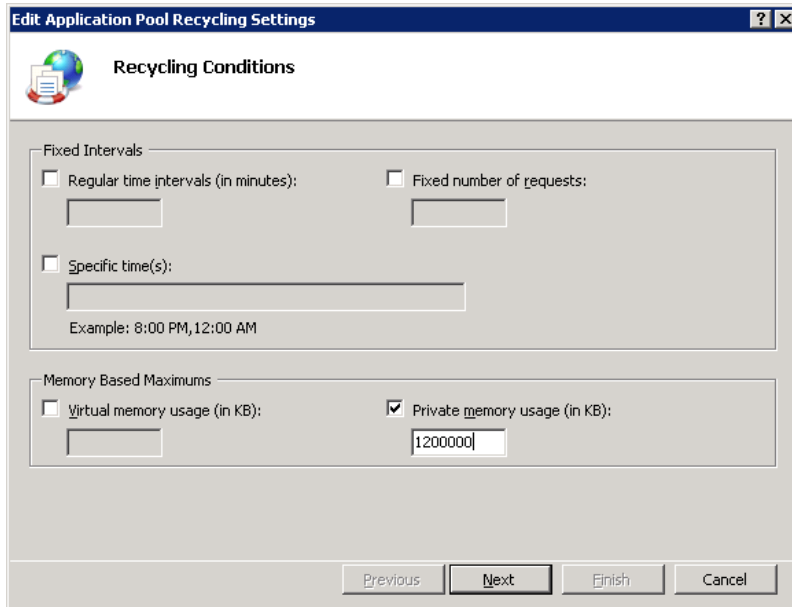 Edit Application Pool Recycling Settings
Recycling Conditions
Fixed Intervals
Regular time intervals (in minutes):
Fixed number of requests:
Specific time(s):
Example: 8:00 PM,12:00 AM
Memory Based Maximums
Virtual memory usage (in KB):
Private memory usage (in KB):
1200000
Previous
Next
Finish
Cancel